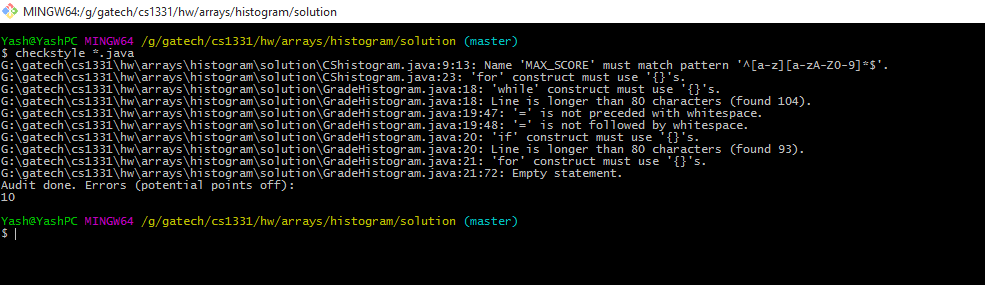 MINGW64:/g/gatech/cs1331/hw/arrays/histogram/solution
Yash@YashPC MINGW64 /g/gatech/cs1331/hw/arrays/histogram/solution (master)
$ checkstyle *.java
G:\gatech\cs1331\hw\arrays\histogram\solution\CShistogram.java:9:13: Name 'MAX_SCORE' must match pattern '^[a-z][a-zA-Z0-9]*$'.
G:\gatech\cs1331\hw\arrays\histogram\solution\CShistogram.java:23: 'for' construct must use '{}'s.
G:\gatech\cs1331\hw\arrays\histogram\solution\GradeHistogram.java:18: 'while' construct must use '{}'s.
G:\gatech\cs1331\hw\arrays\histogram\solution\GradeHistogram.java:18: Line is longer than 80 characters (found 104).
G:\gatech\cs1331\hw\arrays\histogram\solution\GradeHistogram.java:19:47: '=' is not preceded with whitespace.
G:\gatech\cs1331\hw\arrays\histogram\solution\GradeHistogram.java:19:48: '=' is not followed by whitespace.
G:\gatech\cs1331\hw\arrays\histogram\solution\GradeHistogram.java:20: 'if' construct must use '{}'s.
G:\gatech\cs1331\hw\arrays\histogram\solution\GradeHistogram.java:20: Line is longer than 80 characters (found 93).
G:\gatech\cs1331\hw\arrays\histogram\solution\GradeHistogram.java:21: 'for' construct must use '{}'s.
G:\gatech\cs1331\hw\arrays\histogram\solution\GradeHistogram.java:21:72: Empty statement.
Audit done. Errors (potential points off):
10
Yash@YashPC MINGW64 /g/gatech/cs1331/hw/arrays/histogram/solution (master)
$